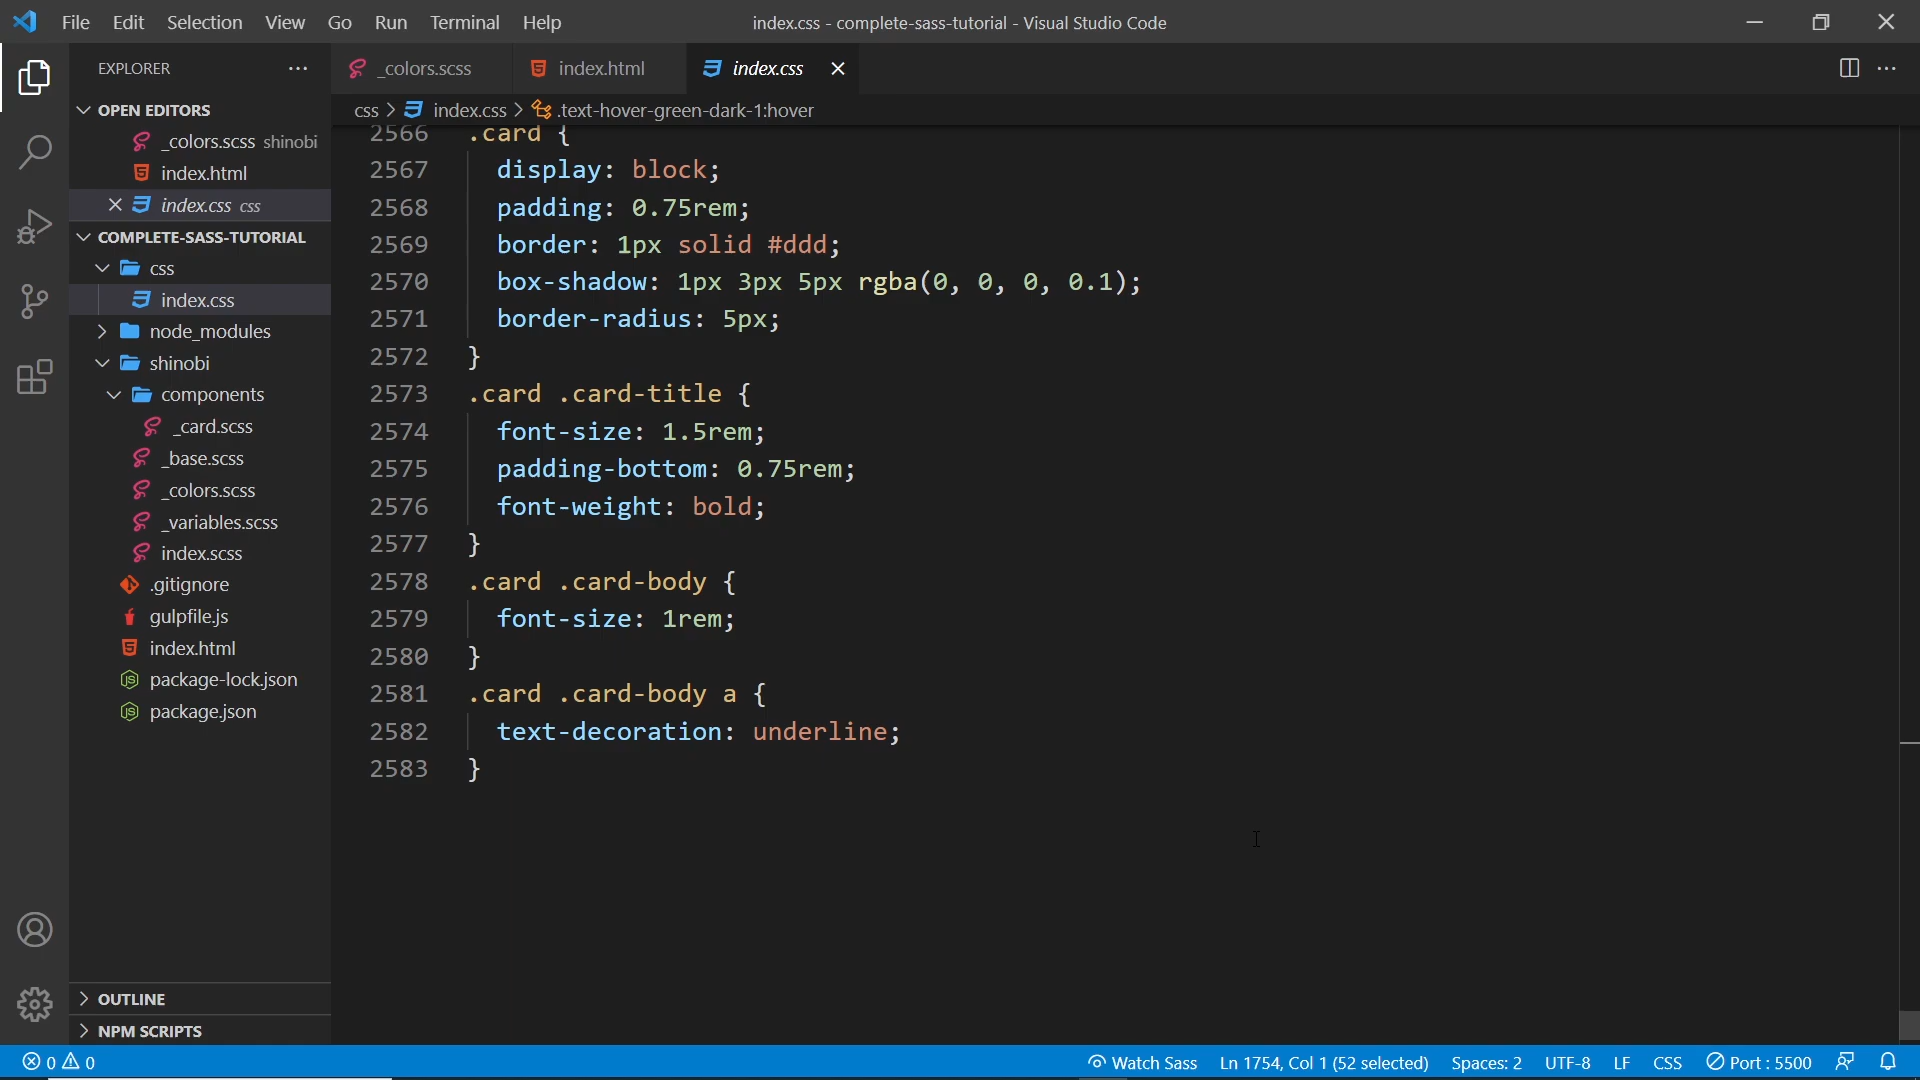 File Edit Selection View Go Run Terminal Help
index.css - complete-sass-tutorial - Visual Studio Code
EXPLORER
OPEN EDITORS
_colors.scss shinobi
index.html
index.css css
COMPLETE-SASS-TUTORIAL
css
index.css
node_modules
shinobi
components
_card.scss
_base.scss
_colors.scss
_variables.scss
index.scss
.gitignore
gulpfile.js
index.html
package-lock.json
package.json
OUTLINE
NPM SCRIPTS
_colors.scss index.html index.css
css > index.css > .text-hover-green-dark-1:hover
2566 .card {
2567 display: block;
2568 padding: 0.75rem;
2569 border: 1px solid #ddd;
2570 box-shadow: 1px 3px 5px rgba(0, 0, 0, 0.1);
2571 border-radius: 5px;
2572 }
2573 .card .card-title {
2574 font-size: 1.5rem;
2575 padding-bottom: 0.75rem;
2576 font-weight: bold;
2577 }
2578 .card .card-body {
2579 font-size: 1rem;
2580 }
2581 .card .card-body a {
2582 text-decoration: underline;
2583 }
0 0 Watch Sass Ln 1754, Col 1 (52 selected) Spaces: 2 UTF-8 LF CSS Port : 5500